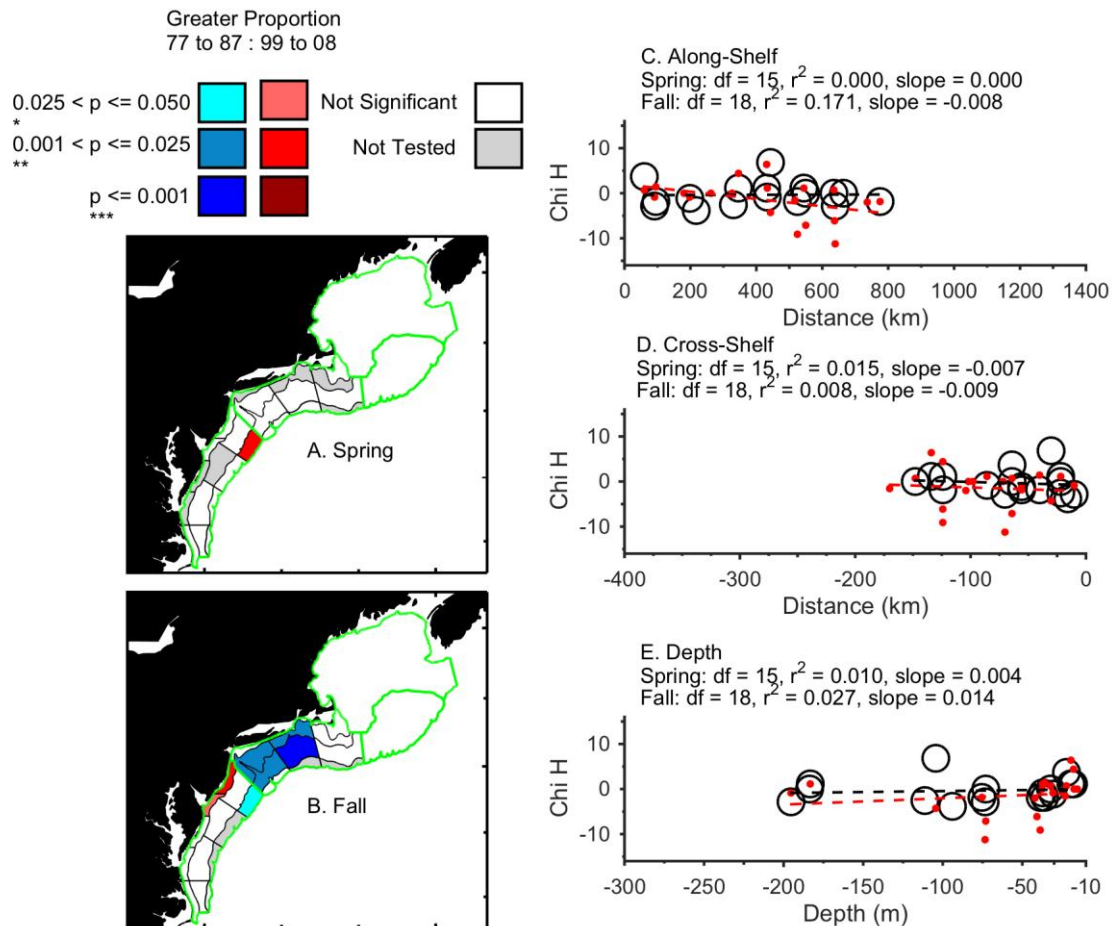 Greater Proportion
77 to 87 : 99 to 08
0.025 < p <= 0.050
*
0.001 < p <= 0.025
**
p <= 0.001
***
Not Significant
Not Tested
A. Spring
B. Fall
C. Along-Shelf
Spring: df = 15, r² = 0.000, slope = 0.000
Fall: df = 18, r² = 0.171, slope = -0.008
Chi H
10
0
-10
0 200 400 600 800 1000 1200 1400
Distance (km)
D. Cross-Shelf
Spring: df = 15, r² = 0.015, slope = -0.007
Fall: df = 18, r² = 0.008, slope = -0.009
Chi H
10
0
-10
-400 -300 -200 -100 0
Distance (km)
E. Depth
Spring: df = 15, r² = 0.010, slope = 0.004
Fall: df = 18, r² = 0.027, slope = 0.014
Chi H
10
0
-10
-300 -250 -200 -150 -100 -50 -10
Depth (m)